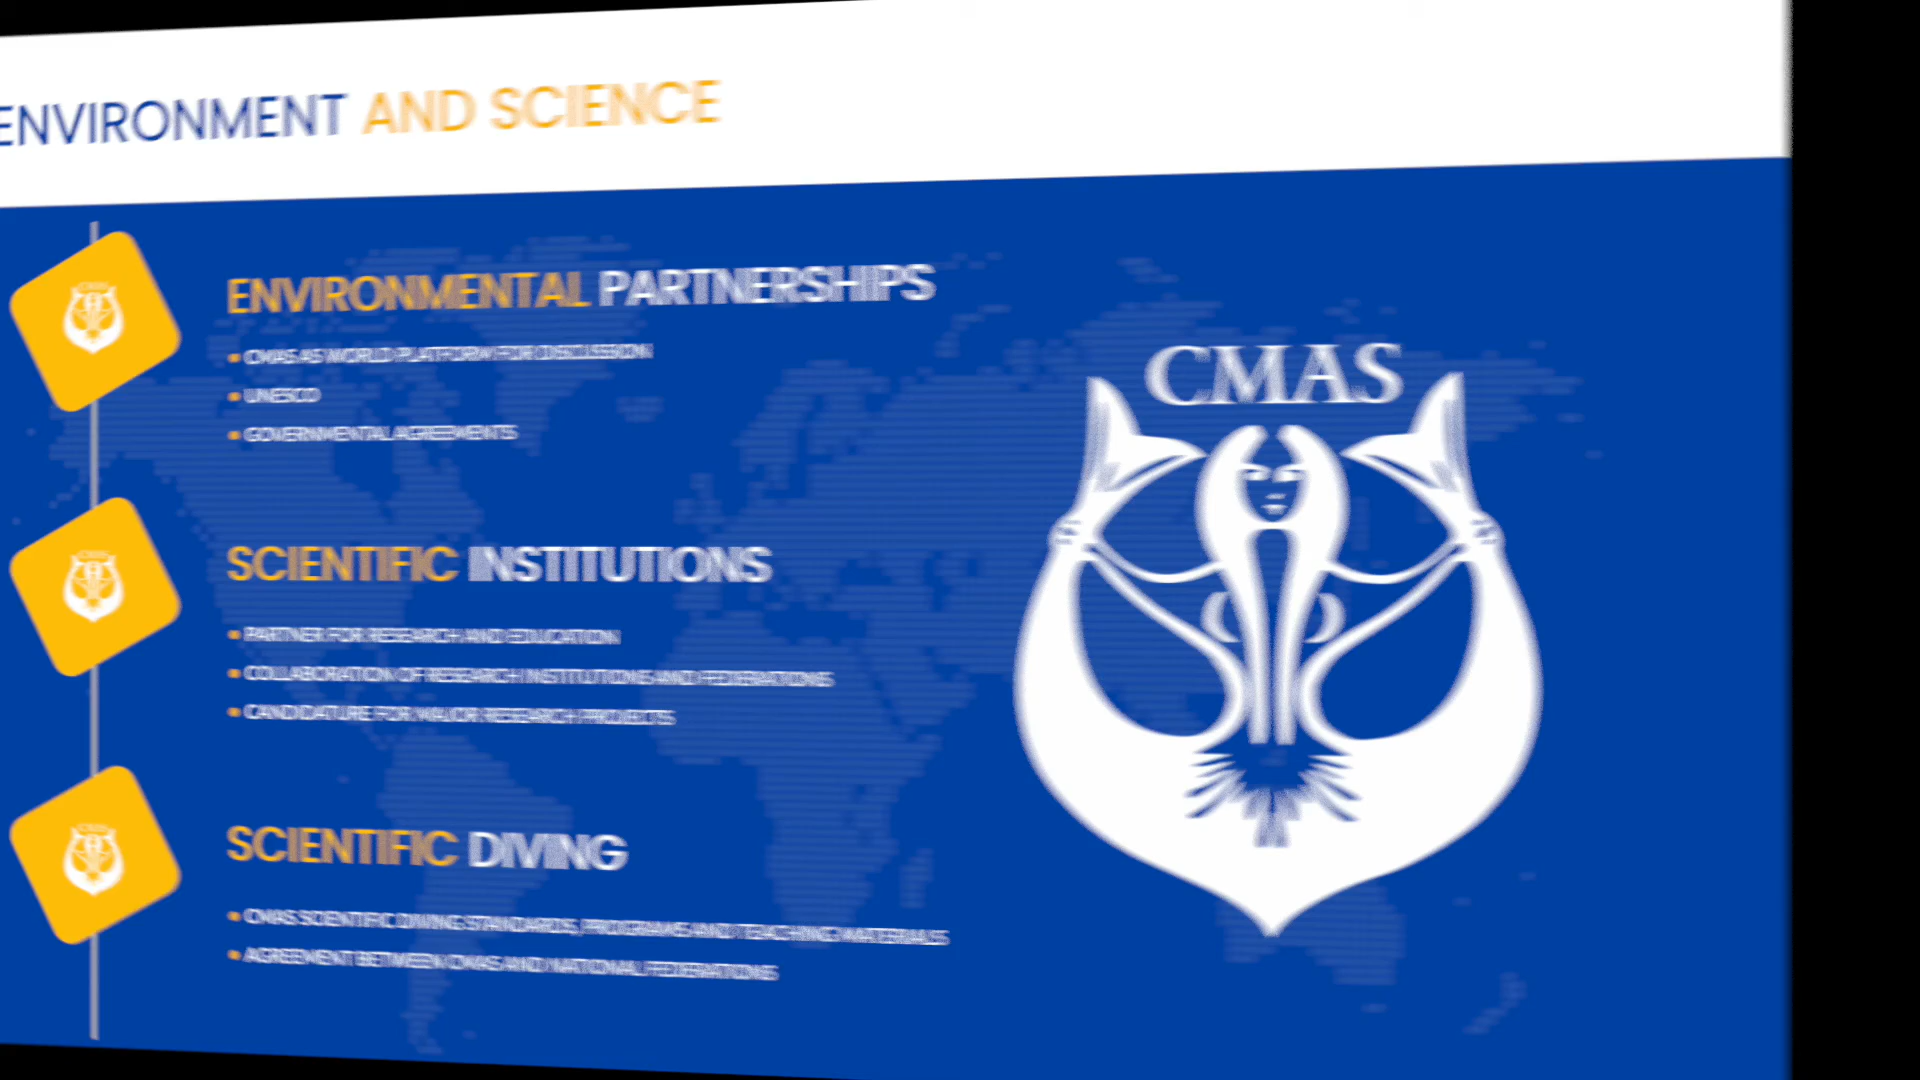 ENVIRONMENT AND SCIENCE
ENVIRONMENTAL PARTNERSHIPS
• CMAS AS WORLD PLATFORM FOR DISCUSSION
• UNESCO
• GOVERNMENTAL AGREEMENTS
SCIENTIFIC INSTITUTIONS
• PARTNER FOR RESEARCH AND EDUCATION
• COLLABORATION OF RESEARCH INSTITUTIONS AND FEDERATIONS
• CANDIDATURE FOR MAJOR RESEARCH PROJECTS
SCIENTIFIC DIVING
• CMAS SCIENTIFIC DIVING STANDARDS, PROGRAMS AND TEACHING MATERIALS
• AGREEMENT BETWEEN CMAS AND NATIONAL FEDERATIONS
CMAS